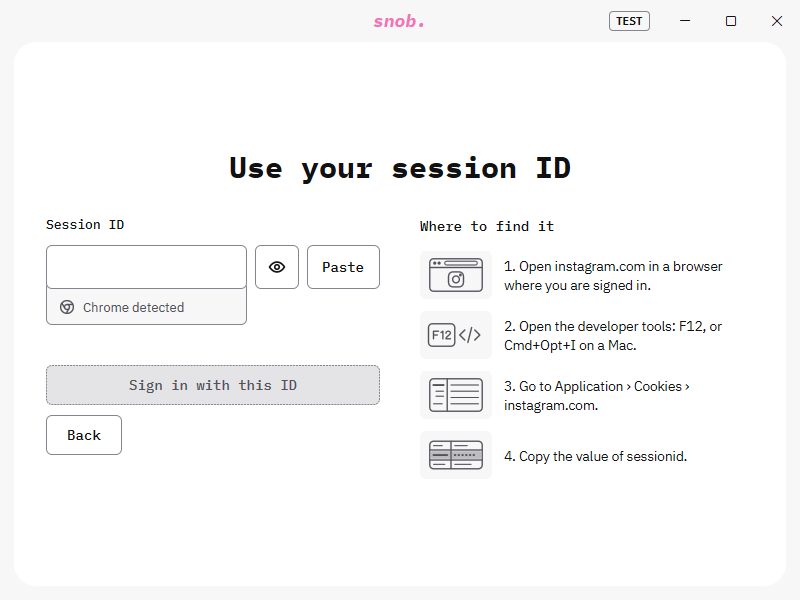 snob.
TEST
Use your session ID
Session ID
Paste
Chrome detected
Sign in with this ID
Back
Where to find it
1. Open instagram.com in a browser
where you are signed in.
F12 </>
2. Open the developer tools: F12, or
Cmd+Opt+I on a Mac.
3. Go to Application › Cookies ›
instagram.com.
4. Copy the value of sessionid.